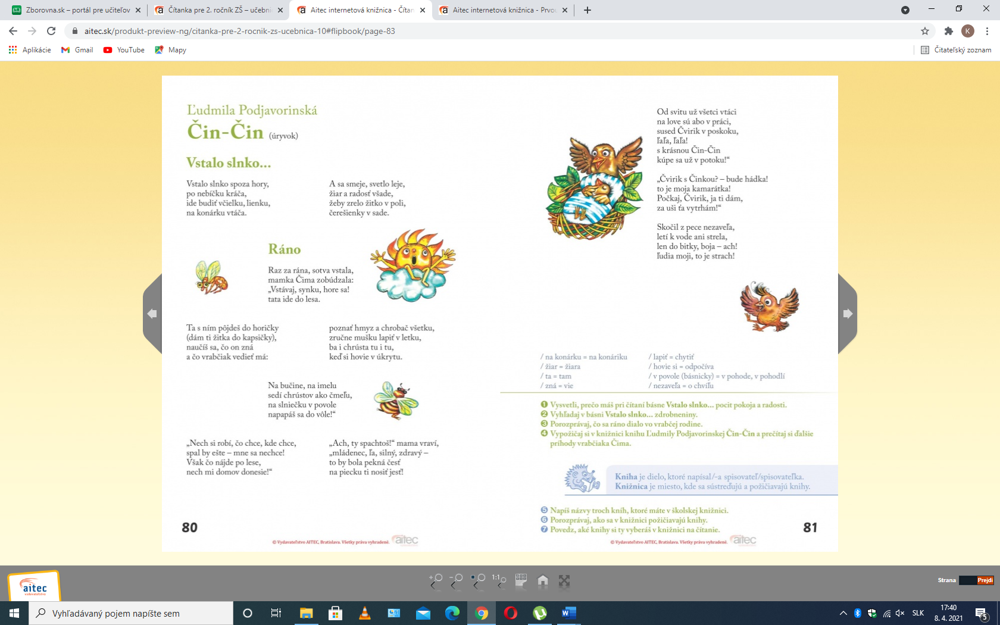 Zborovna.sk – portál pre učiteľov
Čítanka pre 2. ročník ZŠ – učebni
Aitec internetová knižnica - Čítan
Aitec internetová knižnica - Prvou
aitec.sk/produkt-preview-ng/citanka-pre-2-rocnik-zs-ucebnica-10#flipbook/page-83
K
Aplikácie
Gmail
YouTube
Mapy
Čitateľský zoznam
Ľudmila Podjavorinská
Čin-Čin (úryvok)
Vstalo slnko...
Vstalo slnko spoza hory,
po nebíčku kráča,
ide budiť včielku, lienku,
na konárku vtáča.
A sa smeje, svetlo leje,
žiar a radosť všade,
žeby zrelo žitko v poli,
čerešienky v sade.
Ráno
Raz za rána, sotva vstala,
mamka Čima zobúdzala:
„Vstávaj, synku, hore sa!
tata ide do lesa.
Ta s ním pôjdeš do horičky
(dám ti žitka do kapsičky),
naučíš sa, čo on zná
a čo vrabčiak vedieť má:
poznať hmyz a chrobač všetku,
zručne mušku lapiť v letku,
ba i chrústa tu i tu,
keď si hovie v úkrytu.
Na bučine, na imelu
sedí chrústov ako čmeľu,
na slniečku v povole
napapáš sa do vôle!“
„Nech si robí, čo chce, kde chce,
spal by ešte – mne sa nechce!
Však čo nájde po lese,
nech mi domov donesie!“
„Ach, ty spachtoš!“ mama vraví,
„mládenec, ľa, silný, zdravý –
to by bola pekná česť
na piecku ti nosiť jesť!
80
© Vydavateľstvo AITEC, Bratislava. Všetky práva vyhradené. aitec
Od svitu už všetci vtáci
na love sú abo v práci,
sused Čvirik v poskoku,
ľaľa, ľaľa!
s krásnou Čin-Čin
kúpe sa už v potoku!“
„Čvirik s Činkou? – bude hádka!
to je moja kamarátka!
Počkaj, Čvirik, ja ti dám,
za uši ťa vytrhám!“
Skočil z pece nezaveľa,
letí k vode ani strela,
len do bitky, boja – ach!
ľudia moji, to je strach!
/ na konárku = na konáriku
/ žiar = žiara
/ ta = tam
/ zná = vie
/ lapiť = chytiť
/ hovie si = odpočíva
/ v povole (básnicky) = v pohode, v pohodlí
/ nezaveľa = o chvíľu
1 Vysvetli, prečo máš pri čítaní básne Vstalo slnko... pocit pokoja a radosti.
2 Vyhľadaj v básni Vstalo slnko... zdrobneniny.
3 Porozprávaj, čo sa ráno dialo vo vrabčej rodine.
4 Vypožičaj si v knižnici knihu Ľudmily Podjavorinskej Čin-Čin a prečítaj si ďalšie
príhody vrabčiaka Čima.
Kniha je dielo, ktoré napísal/-a spisovateľ/spisovateľka.
Knižnica je miesto, kde sa sústreďujú a požičiavajú knihy.
5 Napíš názvy troch kníh, ktoré máte v školskej knižnici.
6 Porozprávaj, ako sa v knižnici požičiavajú knihy.
7 Povedz, aké knihy si ty vyberáš v knižnici na čítanie.
81
© Vydavateľstvo AITEC, Bratislava. Všetky práva vyhradené. aitec
aitec
vydavateľstvo
1:1
Strana
Prejdi
Vyhľadávaný pojem napíšte sem
SLK
17:40
8. 4. 2021
5